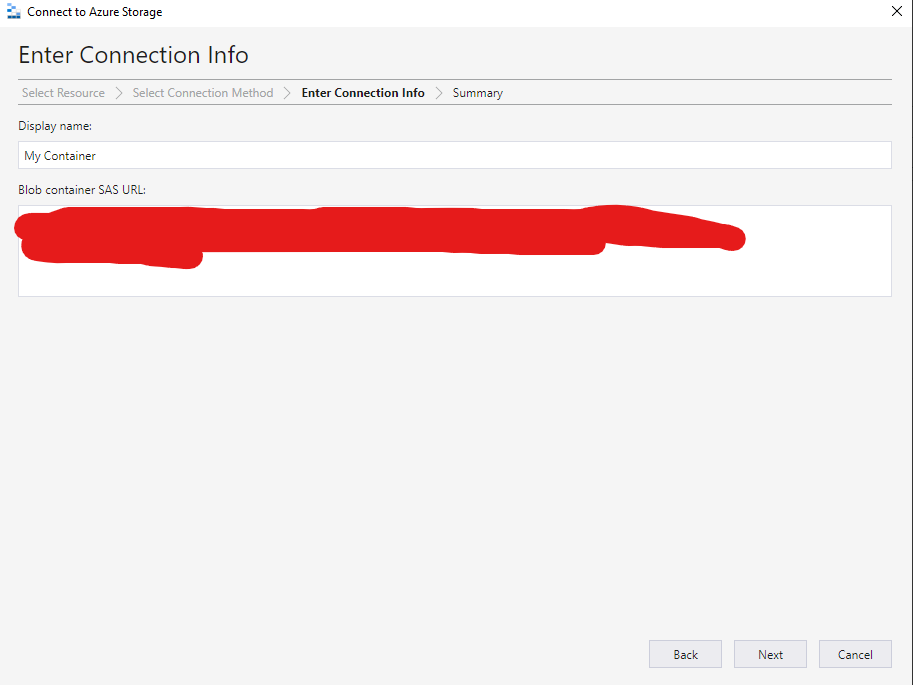 Connect to Azure Storage
Enter Connection Info
Select Resource Select Connection Method Enter Connection Info Summary
Display name:
My Container
Blob container SAS URL:
Back Next Cancel